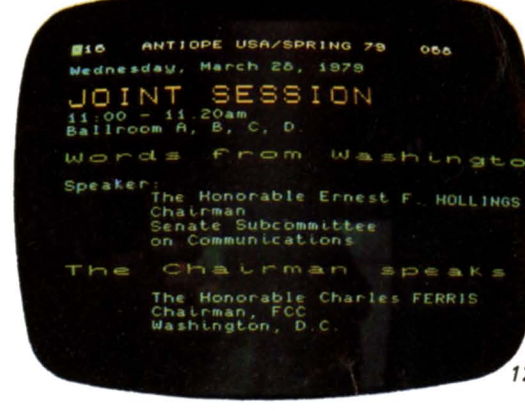 16 ANTIOPE USA/SPRING 79 066
Wednesday, March 28, 1979
JOINT SESSION
11:00 - 11.20am
Ballroom A, B, C, D.
Words from Washingto
Speaker:
The Honorable Ernest F. HOLLINGS
Chairman
Senate Subcommittee
on Communications
The Chairman speaks
The Honorable Charles FERRIS
Chairman, FCC
Washington, D.C.